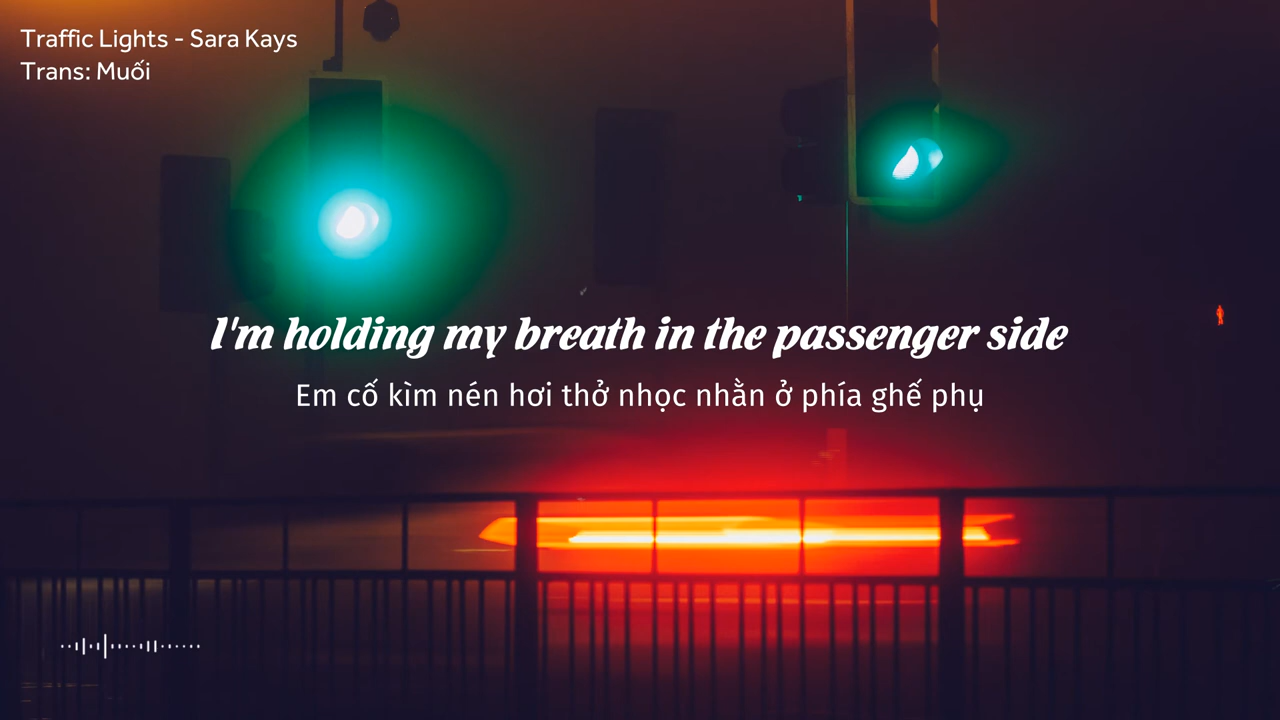 Traffic Lights - Sara Kays
Trans: Muối
I'm holding my breath in the passenger side
Em cố kìm nén hơi thở nhọc nhằn ở phía ghế phụ